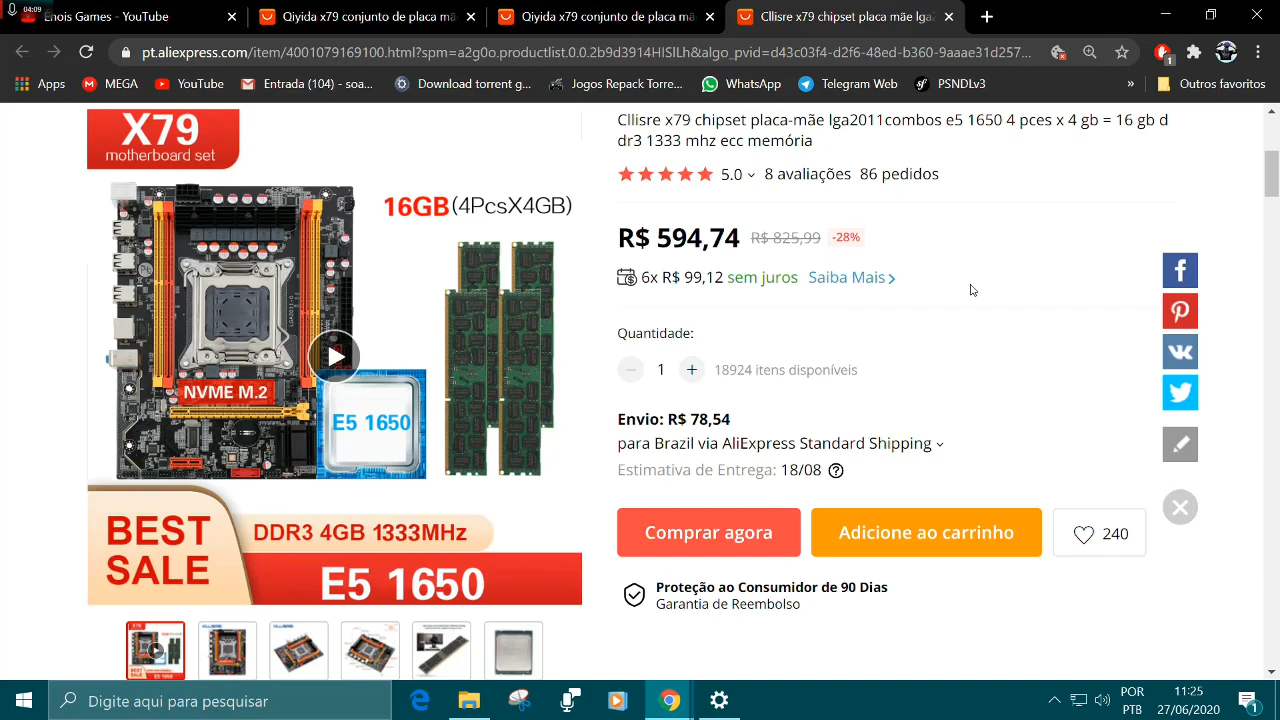 04:09
Enois Games - YouTube
Qiyida x79 conjunto de placa mã
Qiyida x79 conjunto de placa mã
Cllisre x79 chipset placa mãe lga
pt.aliexpress.com/item/4001079169100.html?spm=a2g0o.productlist.0.0.2b9d3914HISILh&algo_pvid=d43c03f4-d2f6-48ed-b360-9aaae31d257...
1
Apps
MEGA
YouTube
Entrada (104) - soa...
Download torrent g...
Jogos Repack Torre...
WhatsApp
Telegram Web
PSNDLv3
»
Outros favoritos
X79
motherboard set
16GB (4PcsX4GB)
LGA2011-0
NVME M.2
E5 1650
BEST
SALE
DDR3 4GB 1333MHz
E5 1650
Cllisre x79 chipset placa-mãe lga2011combos e5 1650 4 pces x 4 gb = 16 gb d
dr3 1333 mhz ecc memória
5.0
8 avaliações
86 pedidos
R$ 594,74
R$ 825,99
-28%
6x R$ 99,12 sem juros
Saiba Mais
Quantidade:
1
18924 itens disponíveis
Envio: R$ 78,54
para Brazil via AliExpress Standard Shipping
Estimativa de Entrega: 18/08
Comprar agora
Adicione ao carrinho
240
Proteção ao Consumidor de 90 Dias
Garantia de Reembolso
Digite aqui para pesquisar
POR
PTB
11:25
27/06/2020
1